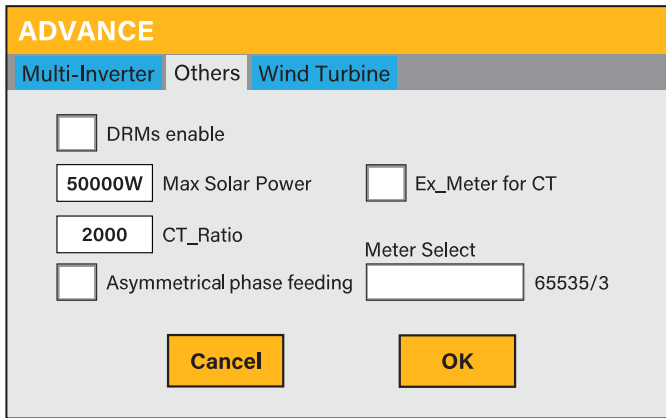 ADVANCE
Multi-Inverter Others Wind Turbine
DRMs enable
50000W Max Solar Power Ex_Meter for CT
2000 CT_Ratio
Meter Select
Asymmetrical phase feeding 65535/3
Cancel OK